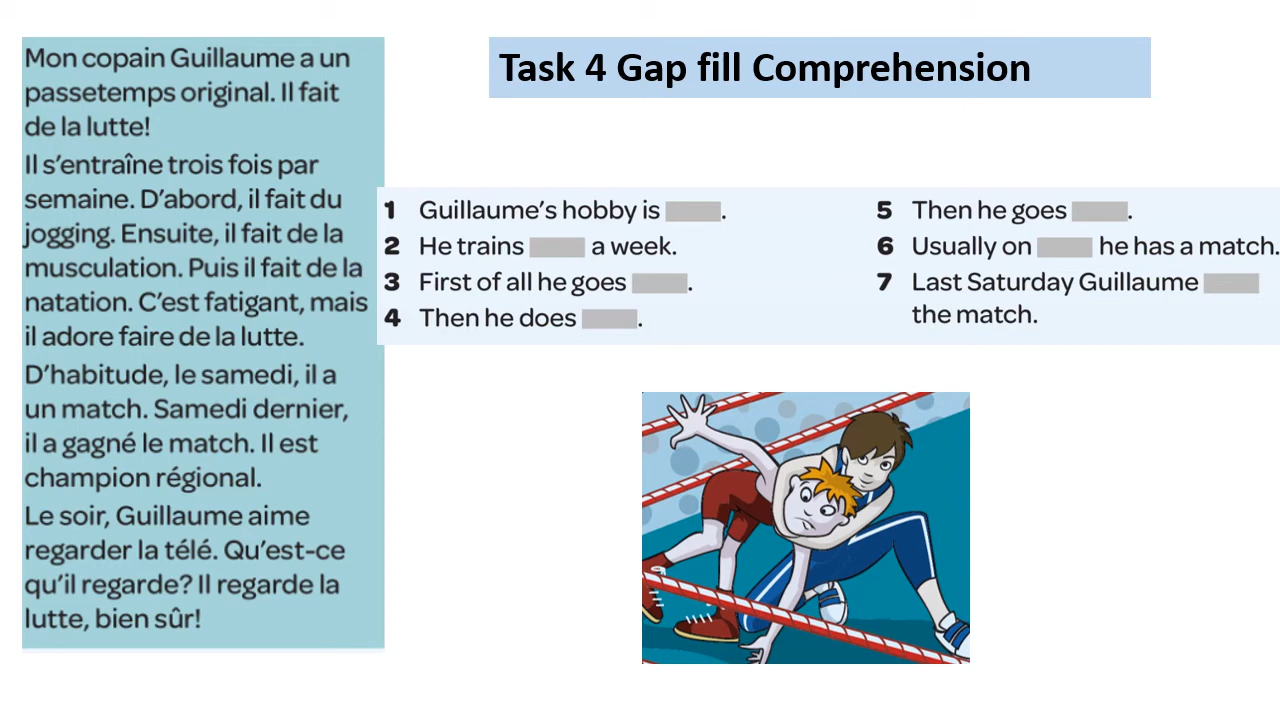 Mon copain Guillaume a un
passetemps original. Il fait
de la lutte!
Il s'entraîne trois fois par
semaine. D'abord, il fait du
jogging. Ensuite, il fait de la
musculation. Puis il fait de la
natation. C'est fatigant, mais
il adore faire de la lutte.
D'habitude, le samedi, il a
un match. Samedi dernier,
il a gagné le match. Il est
champion régional.
Le soir, Guillaume aime
regarder la télé. Qu'est-ce
qu'il regarde? Il regarde la
lutte, bien sûr!
Task 4 Gap fill Comprehension
1 Guillaume's hobby is .
2 He trains a week.
3 First of all he goes .
4 Then he does .
5 Then he goes .
6 Usually on he has a match.
7 Last Saturday Guillaume
the match.